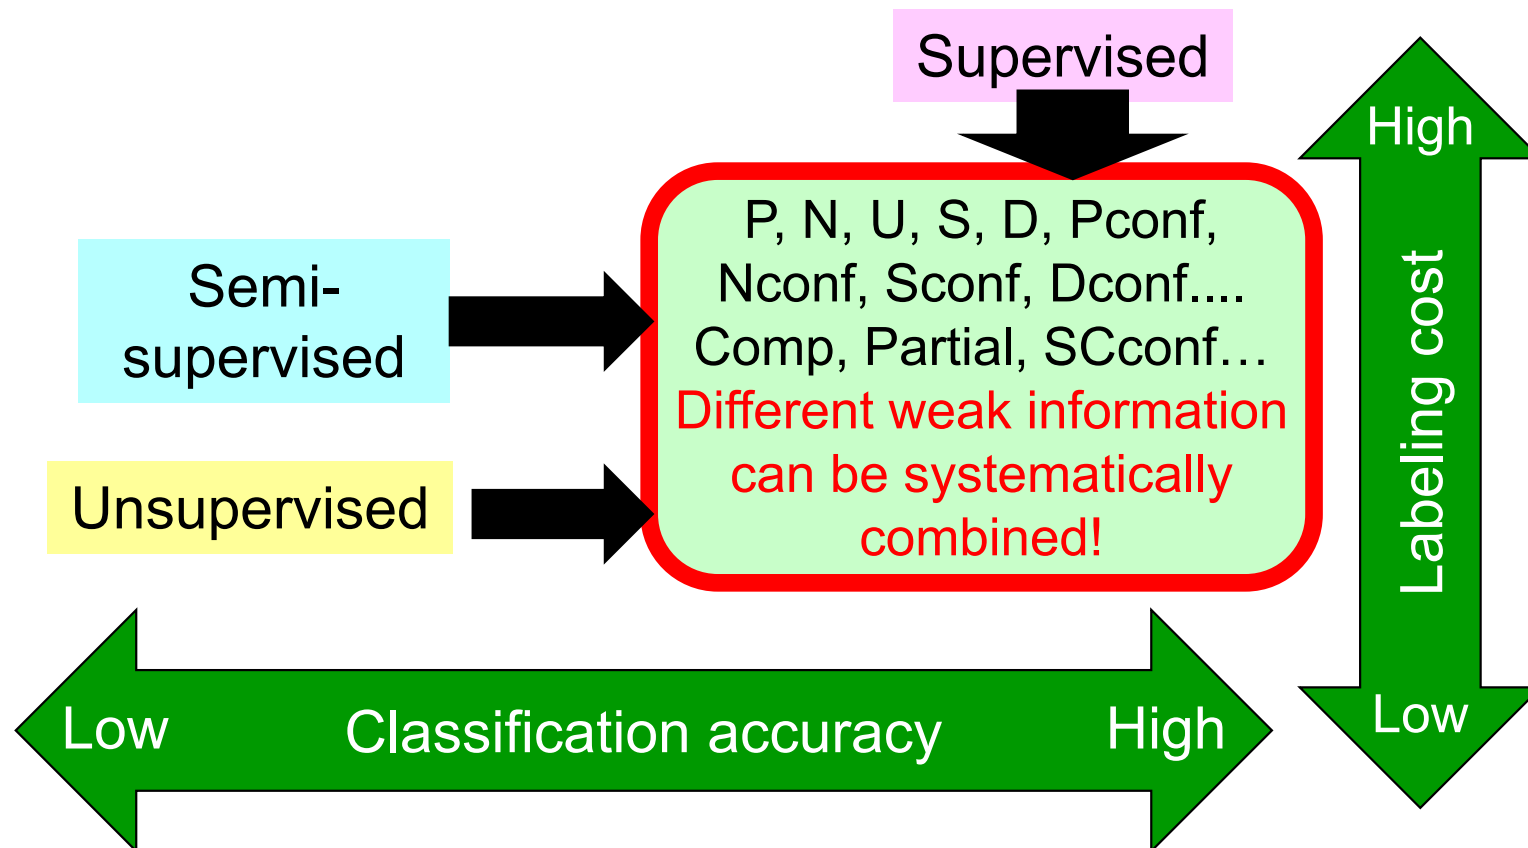 Supervised
High
P, N, U, S, D, Pconf,
Nconf, Sconf, Dconf....
Comp, Partial, SCconf…
Different weak information
can be systematically
combined!
Semi-
supervised
Unsupervised
Labeling cost
Low
Low
Classification accuracy
High